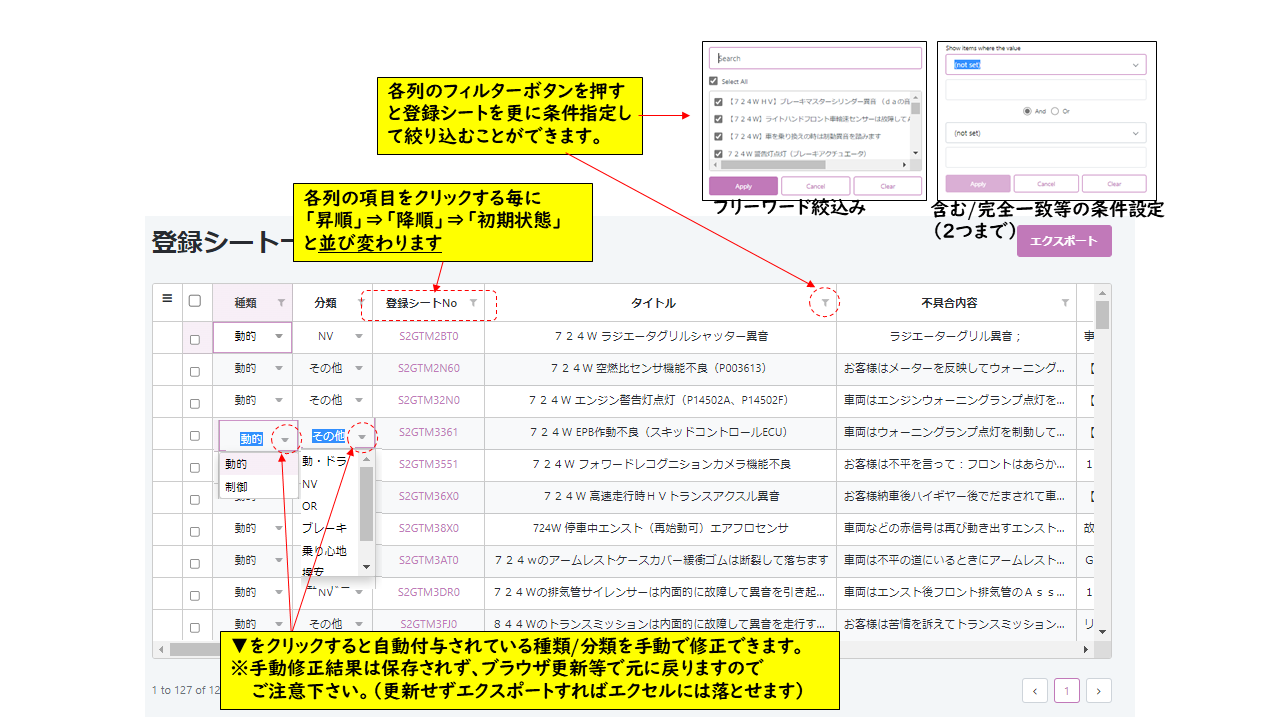 Search
Select All
【７２４ＷＨＶ】ブレーキマスターシリンダー異音（ｄａの音
【７２４Ｗ】ライトハンドフロント車輪速センサーは故障して
【７２４Ｗ】車を乗り換えの時は制動異音を踏みます
７２４Ｗ 警告灯点灯（ブレーキアクチュエータ）
Apply
Cancel
Clear
フリーワード絞込み
Show items where the value
(not set)
And
Or
(not set)
Apply
Cancel
Clear
含む/完全一致等の条件設定
（2つまで）
各列のフィルターボタンを押す
と登録シートを更に条件指定し
て絞り込むことができます。
各列の項目をクリックする毎に
「昇順」⇒「降順」⇒「初期状態」
と並び変わります
登録シート
エクスポート
種類 分類 登録シートNo タイトル 不具合内容
動的 NV S2GTM2BT0 ７２４Ｗ ラジエータグリルシャッター異音 ラジエーターグリル異音； 事
動的 その他 S2GTM2N60 ７２４Ｗ 空燃比センサ機能不良（P003613） お客様はメーターを反映してウォーニング... 【
動的 その他 S2GTM32N0 ７２４Ｗ エンジン警告灯点灯（P14502A、P14502F） 車両はエンジンウォーニングランプ点灯を... 【
動的 その他 S2GTM3361 ７２４Ｗ EPB作動不良（スキッドコントロールECU） 車両はウォーニングランプ点灯を制動して... 【
S2GTM3551 ７２４Ｗ フォワードレコグニションカメラ機能不良 お客様は不平を言って：フロントはあらか... 1
S2GTM36X0 ７２４Ｗ 高速走行時ＨＶトランスアクスル異音 お客様納車後ハイギヤー後でだまされて車... 【
動的 S2GTM38X0 724W 停車中エンスト（再始動可）エアフロセンサ 車両などの赤信号は再び動き出すエンスト... 故
動的 S2GTM3AT0 ７２４ｗのアームレストケースカバー緩衝ゴムは断裂して落ちます 車両は不平の道にいるときにアームレスト... G
動的 NV S2GTM3DR0 ７２４Ｗの排気管サイレンサーは内面的に故障して異音を引き起... 車両はエンスト後フロント排気管のＡｓｓ... 1
動的 その他 S2GTM3FJ0 ８４４Ｗのトランスミッションは内面的に故障して異音を走行す... お客様は苦情を訴えてトランスミッション... リ
動的
制御
動・ドラ
NV
OR
ブレーキ
乗り心地
操安
▼をクリックすると自動付与されている種類/分類を手動で修正できます。
※手動修正結果は保存されず、ブラウザ更新等で元に戻りますので
ご注意下さい。（更新せずエクスポートすればエクセルには落とせます）
1 to 127 of 12
1